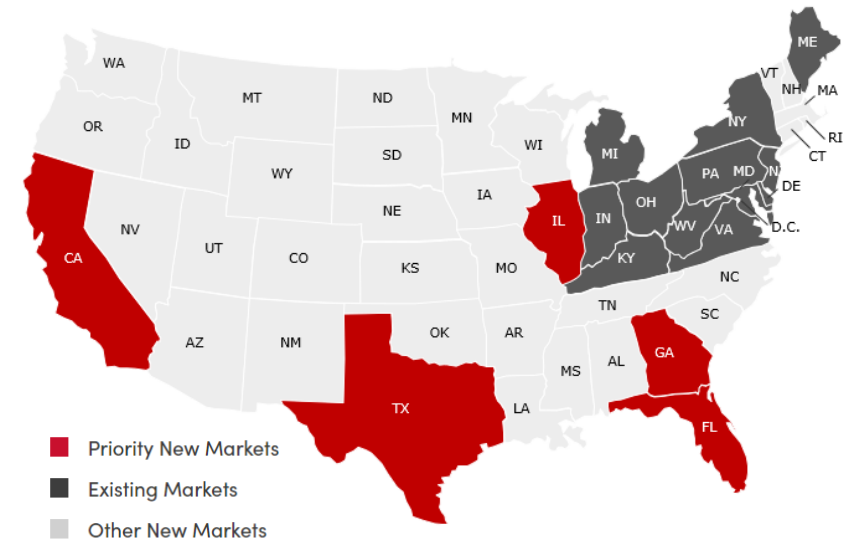 ME
WA
VT
NH
MA
MT
ND
MN
NY
OR
RI
ID
WI
MI
SD
CT
WY
PA
MD
N
DE
IA
NE
OH
IL
IN
WV
VA
D.C.
NV
UT
CO
CA
KY
KS
MO
NC
TN
SC
OK
AR
AZ
NM
GA
MS
AL
TX
LA
FL
Priority New Markets
Existing Markets
Other New Markets